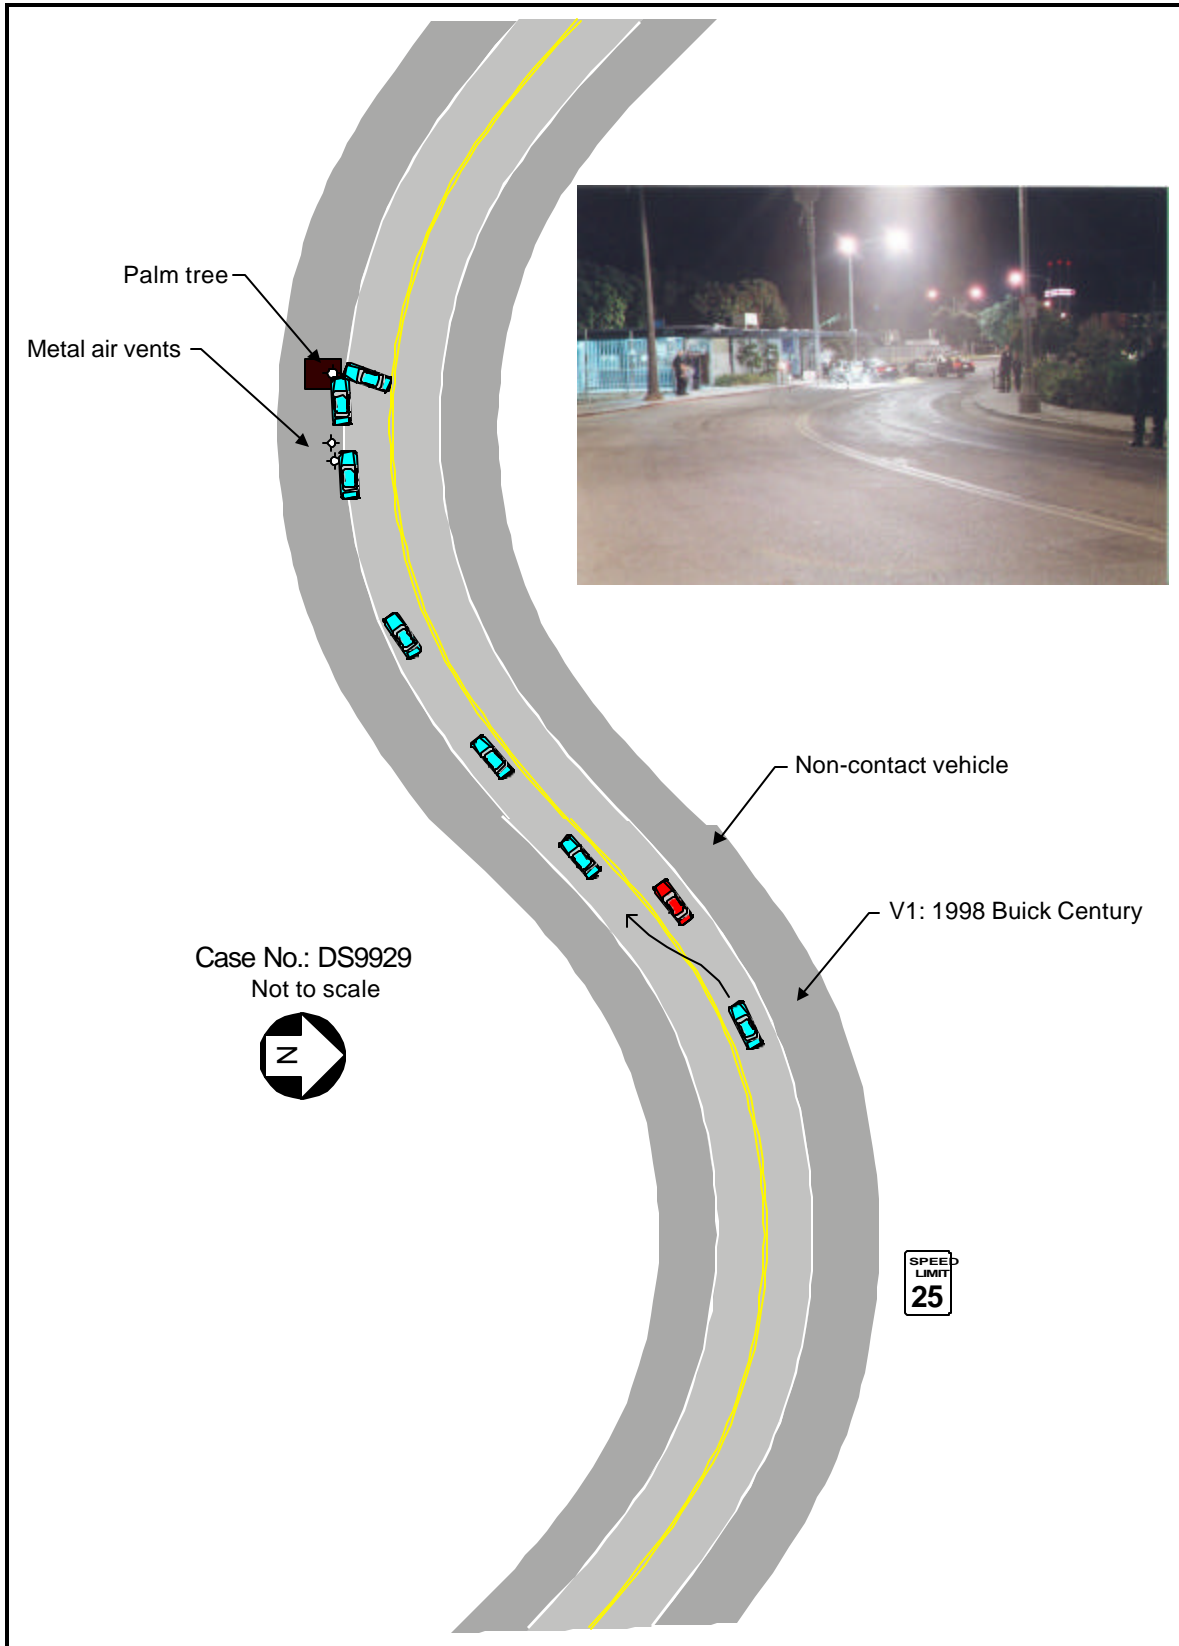 Palm tree
Metal air vents
Non-contact vehicle
V1: 1998 Buick Century
Case No.: DS9929
Not to scale
N
SPEED
LIMIT
25